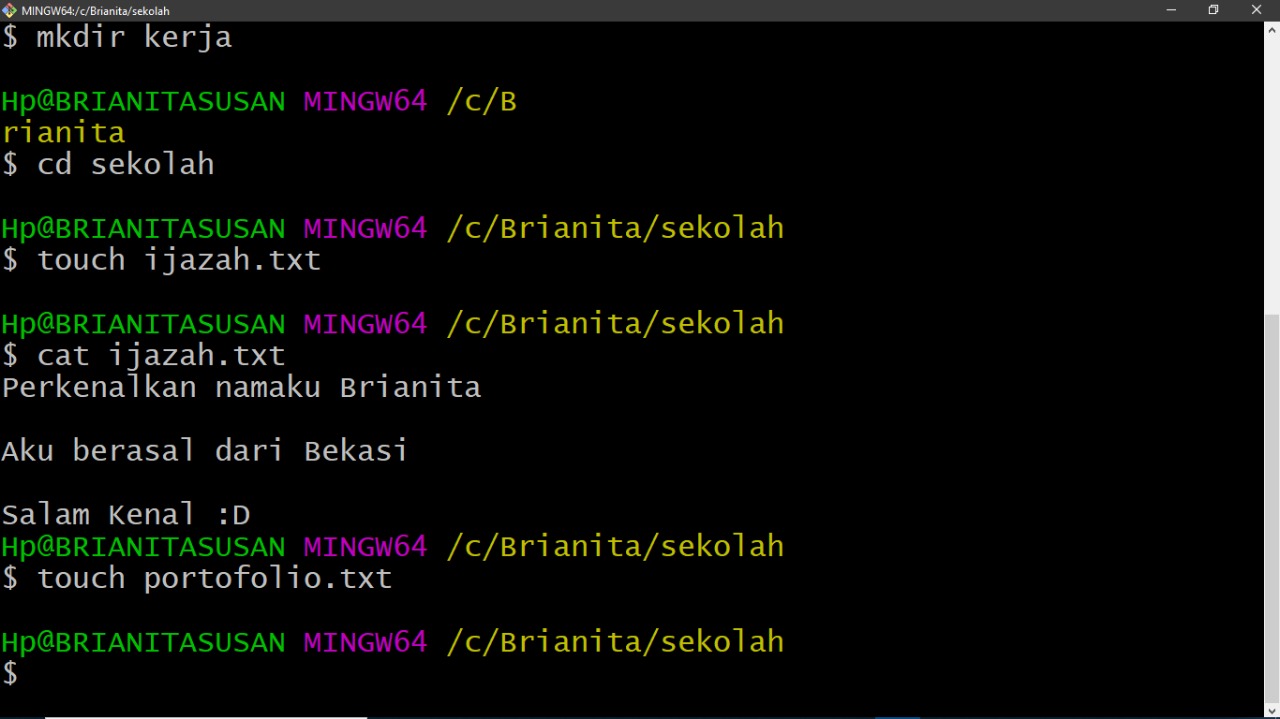 MINGW64:/c/Brianita/sekolah
$ mkdir kerja
Hp@BRIANITASUSAN MINGW64 /c/B
rianita
$ cd sekolah
Hp@BRIANITASUSAN MINGW64 /c/Brianita/sekolah
$ touch ijazah.txt
Hp@BRIANITASUSAN MINGW64 /c/Brianita/sekolah
$ cat ijazah.txt
Perkenalkan namaku Brianita
Aku berasal dari Bekasi
Salam Kenal :D
Hp@BRIANITASUSAN MINGW64 /c/Brianita/sekolah
$ touch portofolio.txt
Hp@BRIANITASUSAN MINGW64 /c/Brianita/sekolah
$